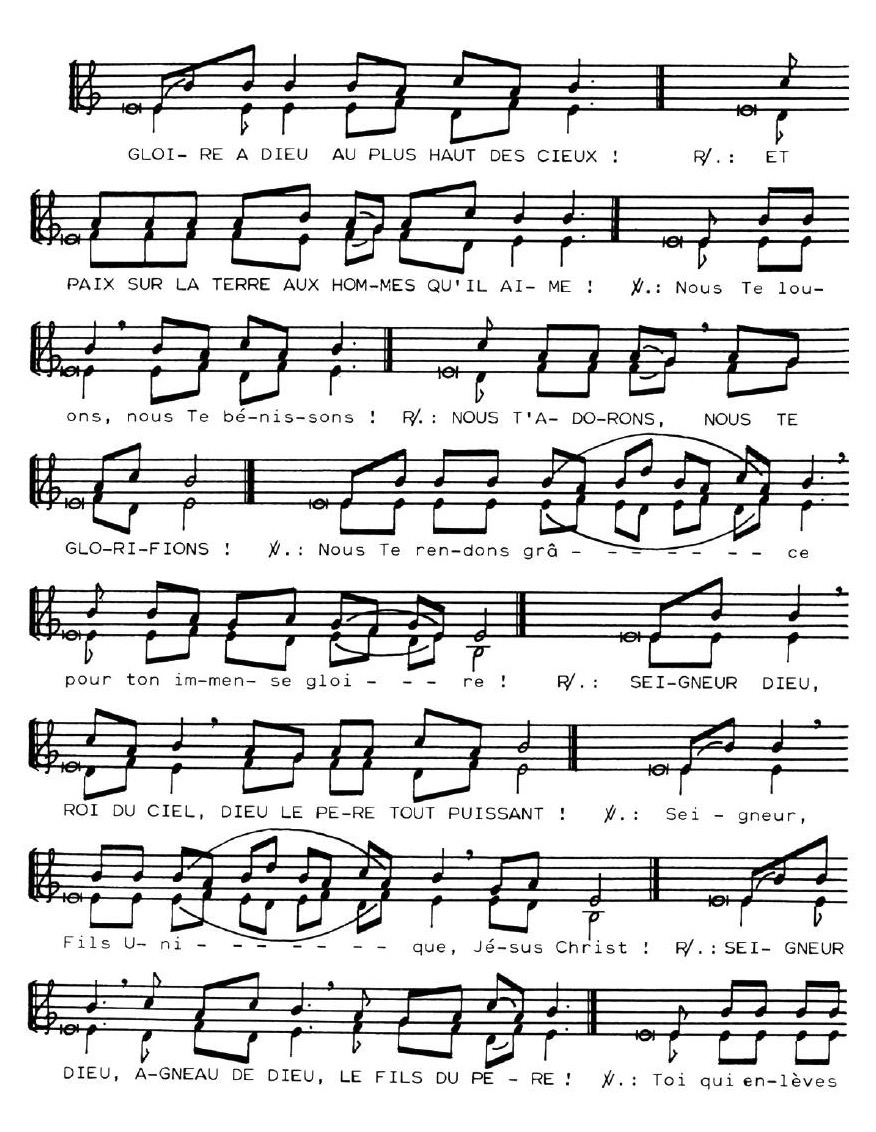 GLOI- RE A DIEU AU PLUS HAUT DES CIEUX ! R/.: ET
PAIX SUR LA TERRE AUX HOM-MES QU'IL AI- ME ! V/.: Nous Te lou-
ons, nous Te bé-nis-sons ! R/.: NOUS T'A- DO-RONS, NOUS TE
GLO-RI-FIONS ! V/.: Nous Te ren-dons grâ - - - - - - ce
pour ton im-men- se gloi - - - re ! R/.: SEI-GNEUR DIEU,
ROI DU CIEL, DIEU LE PE-RE TOUT PUISSANT ! V/.: Sei - gneur,
Fils U- ni - - - - - - - que, Jé-sus Christ ! R/.: SEI- GNEUR
DIEU, A-GNEAU DE DIEU, LE FILS DU PE - RE ! V/.: Toi qui en-lèves